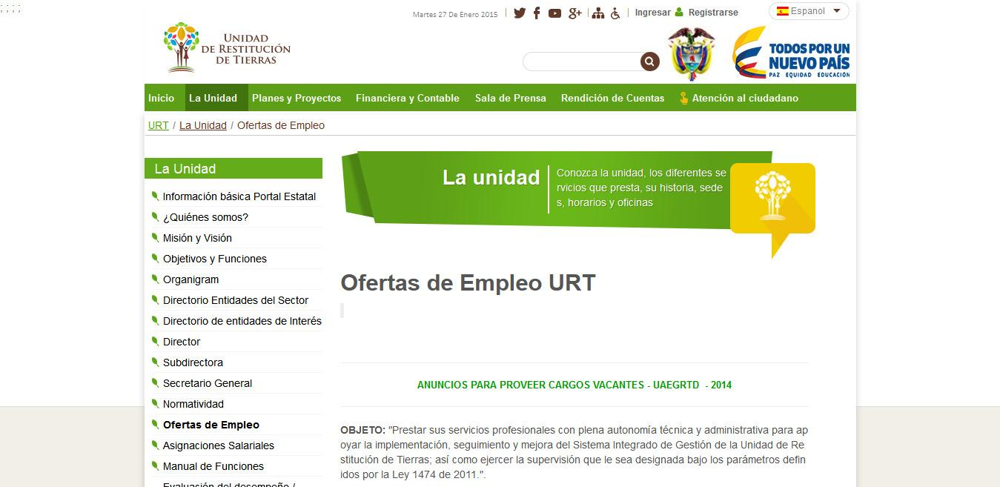 ; ; ; ;
Martes 27 De Enero 2015
Ingresar
Registrarse
Espanol
UNIDAD
DE RESTITUCIÓN
DE TIERRAS
TODOS POR UN
NUEVO PAÍS
PAZ EQUIDAD EDUCACIÓN
Inicio
La Unidad
Planes y Proyectos
Financiera y Contable
Sala de Prensa
Rendición de Cuentas
Atención al ciudadano
URT / La Unidad / Ofertas de Empleo
La Unidad
Información básica Portal Estatal
¿Quiénes somos?
Misión y Visión
Objetivos y Funciones
Organigram
Directorio Entidades del Sector
Directorio de entidades de Interés
Director
Subdirectora
Secretario General
Normatividad
Ofertas de Empleo
Asignaciones Salariales
Manual de Funciones
Evaluación del desempeño /
La unidad
Conozca la unidad, los diferentes se
rvicios que presta, su historia, sede
s, horarios y oficinas
Ofertas de Empleo URT
ANUNCIOS PARA PROVEER CARGOS VACANTES - UAEGRTD - 2014
OBJETO: "Prestar sus servicios profesionales con plena autonomía técnica y administrativa para ap
oyar la implementación, seguimiento y mejora del Sistema Integrado de Gestión de la Unidad de Re
stitución de Tierras; así como ejercer la supervisión que le sea designada bajo los parámetros defin
idos por la Ley 1474 de 2011.".